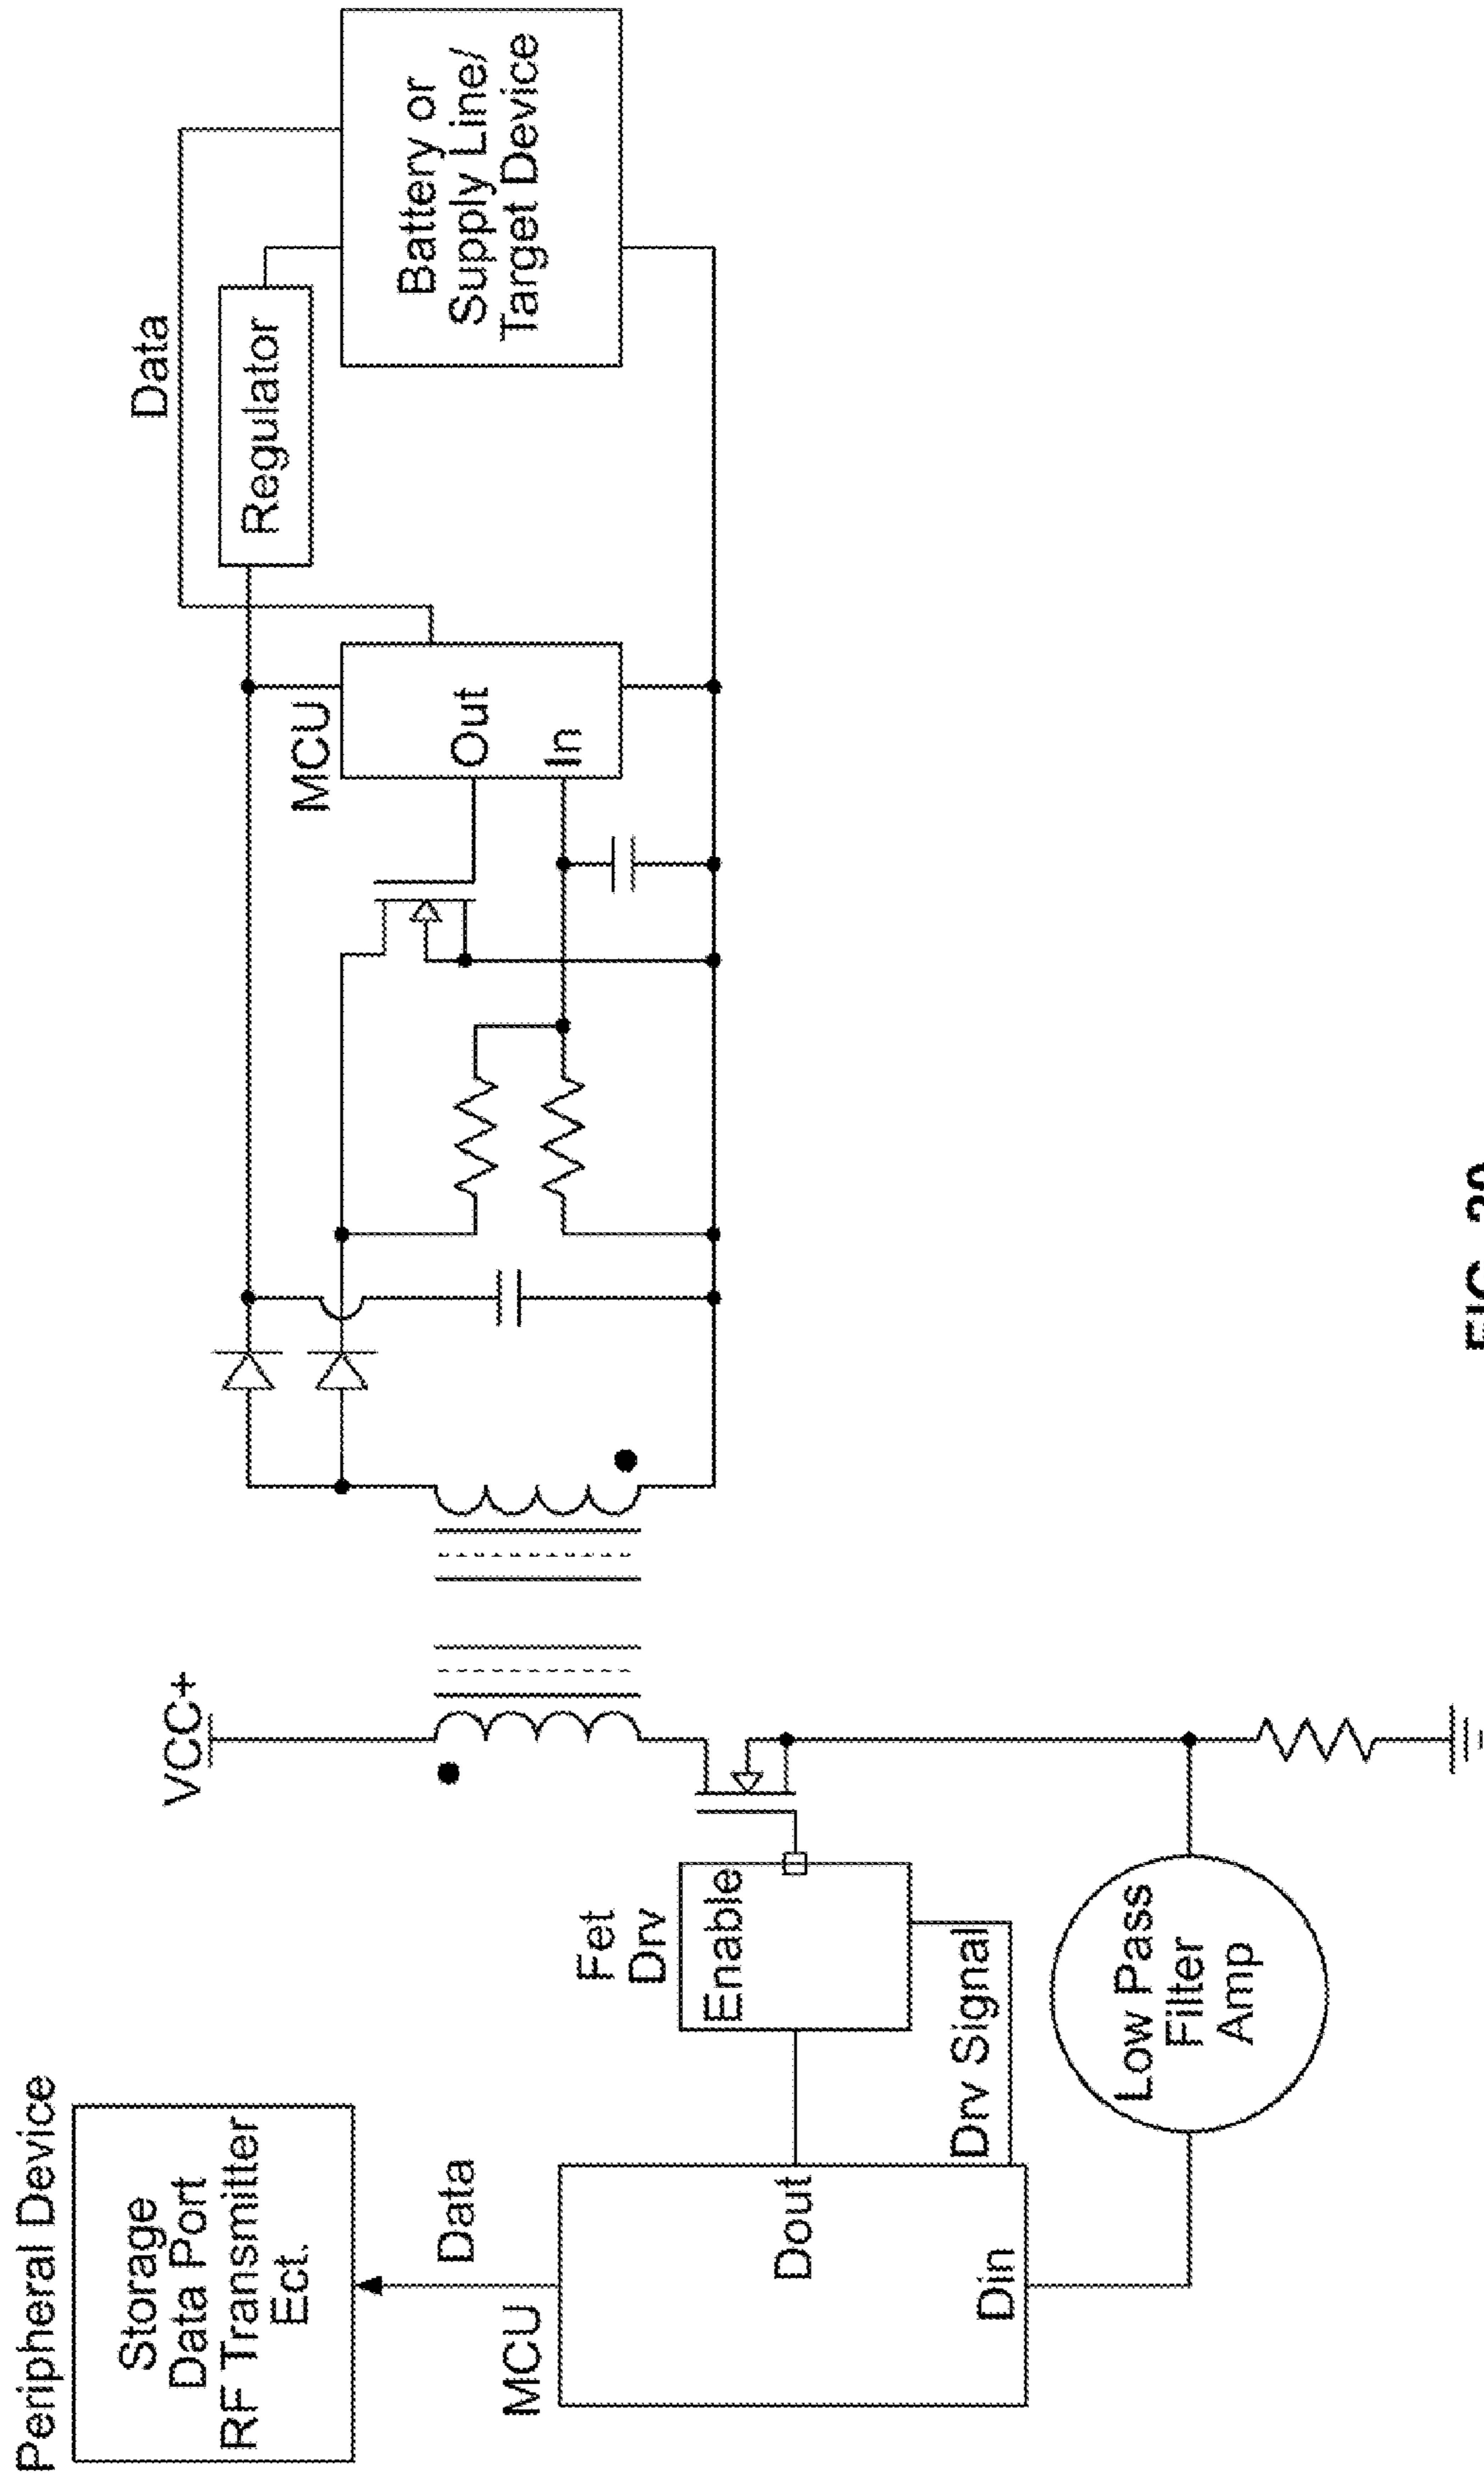 Peripheral Device
Storage
Data Port
RF Transmitter
Ect.
Data
MCU
Dout
Din
Drv Signal
Fet
Drv
Enable
Low Pass
Filter
Amp
VCC+
MCU
Out
In
Data
Regulator
Battery or
Supply Line/
Target Device
FIG.